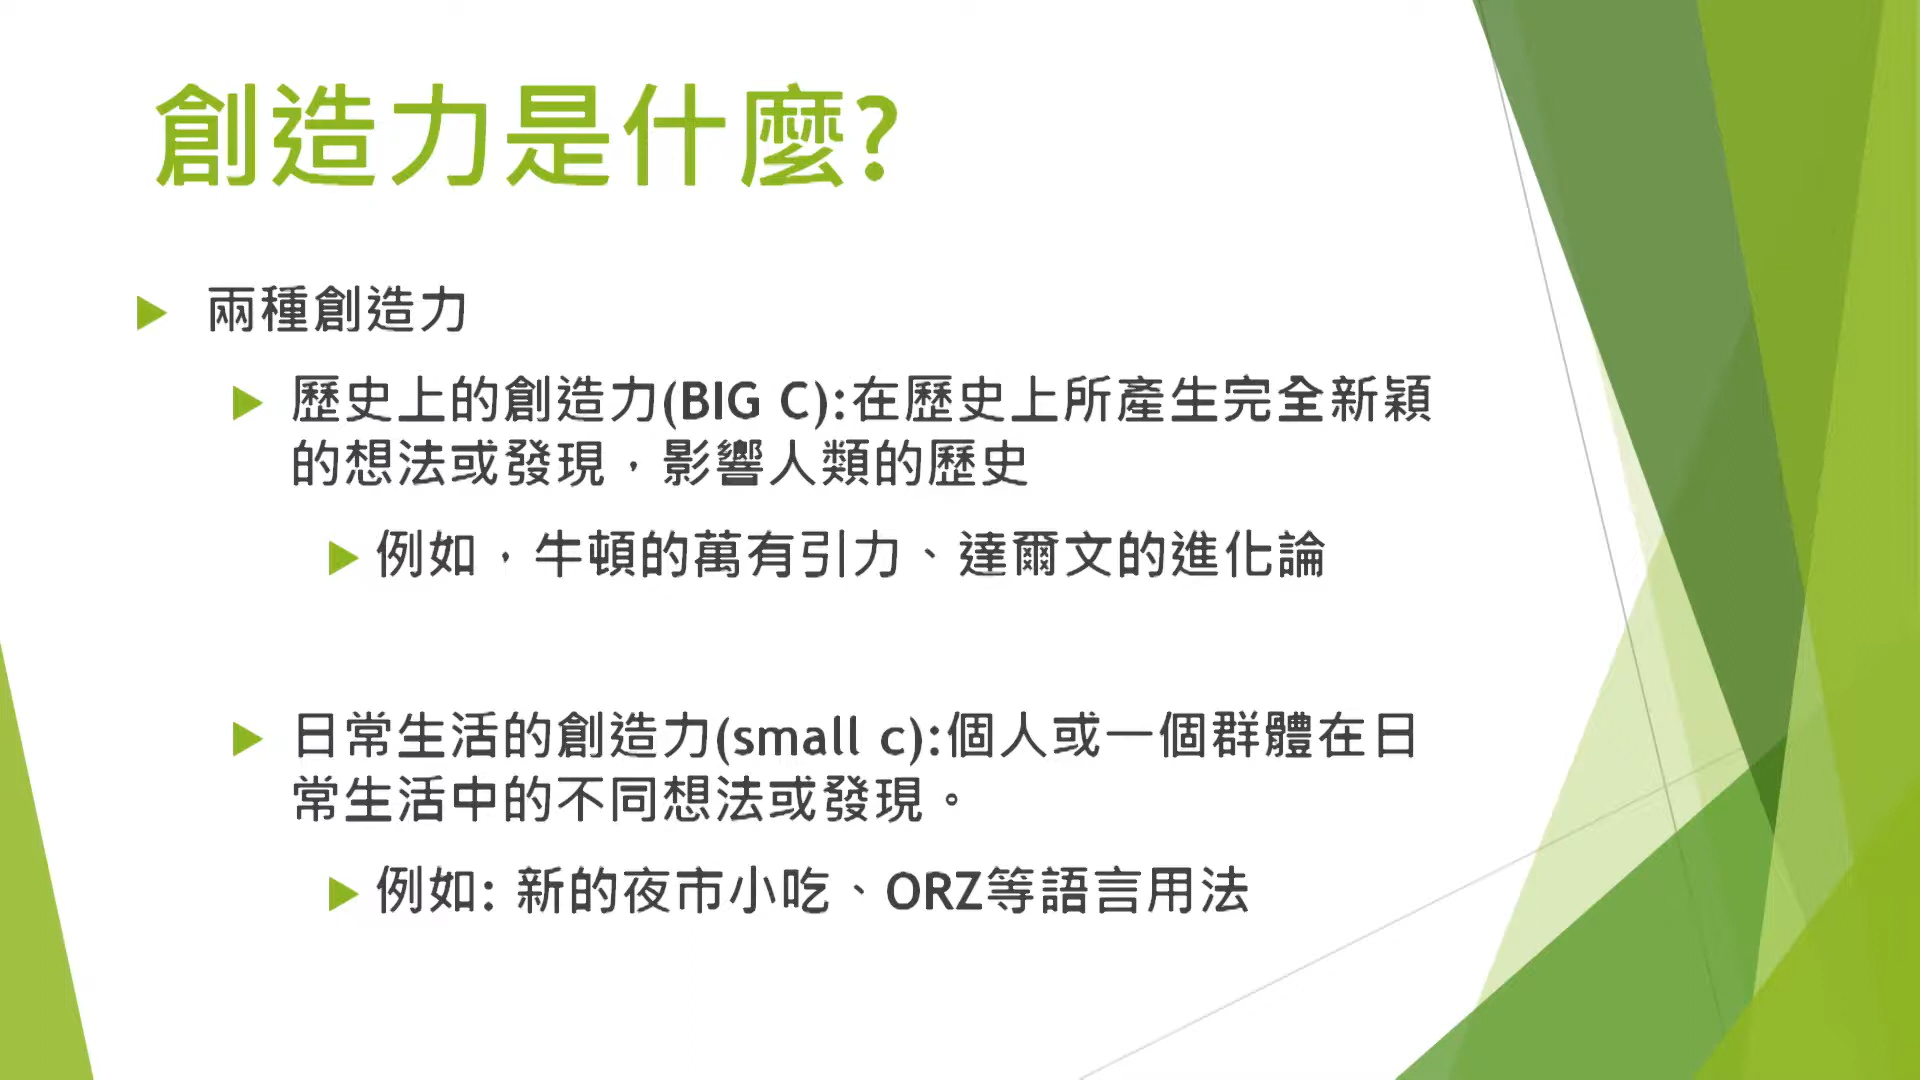 創造力是什麼?
兩種創造力
歷史上的創造力(BIG C):在歷史上所產生完全新穎
的想法或發現，影響人類的歷史
例如，牛頓的萬有引力、達爾文的進化論
日常生活的創造力(small c):個人或一個群體在日
常生活中的不同想法或發現。
例如: 新的夜市小吃、ORZ等語言用法